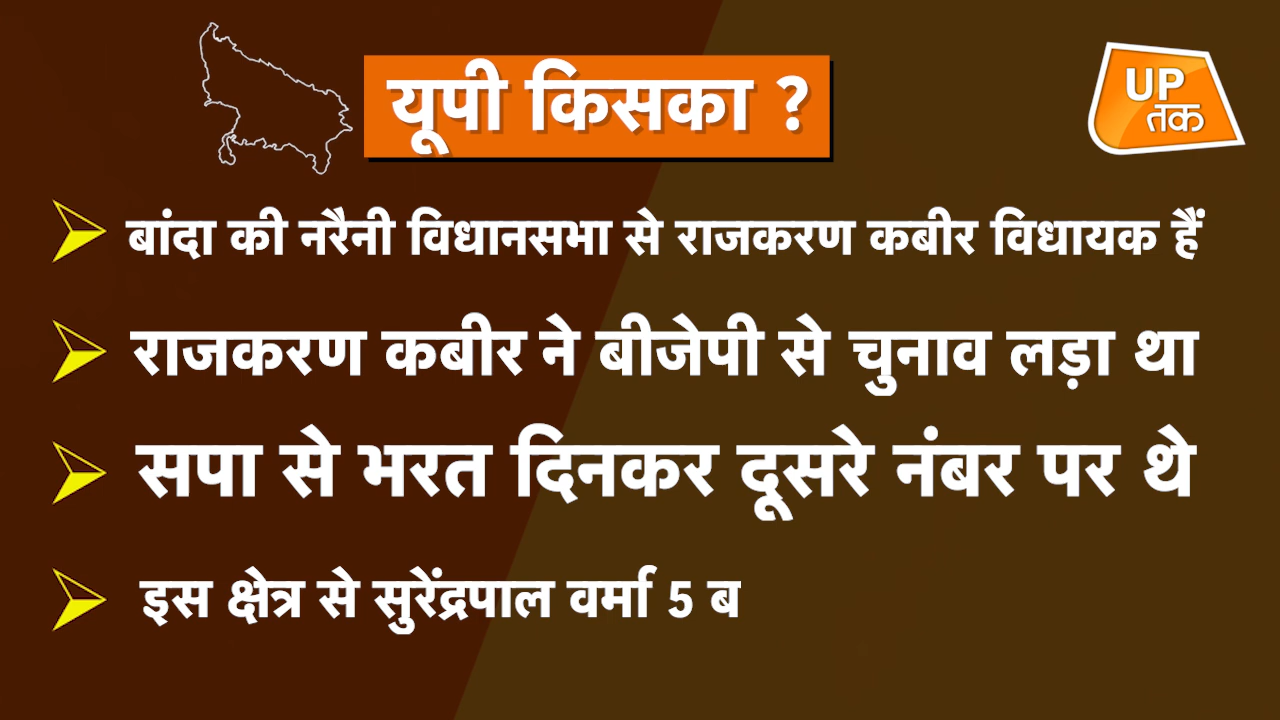 यूपी किसका ?
UP
तक
बांदा की नरैनी विधानसभा से राजकरण कबीर विधायक हैं
राजकरण कबीर ने बीजेपी से चुनाव लड़ा था
सपा से भरत दिनकर दूसरे नंबर पर थे
इस क्षेत्र से सुरेंद्रपाल वर्मा 5 ब